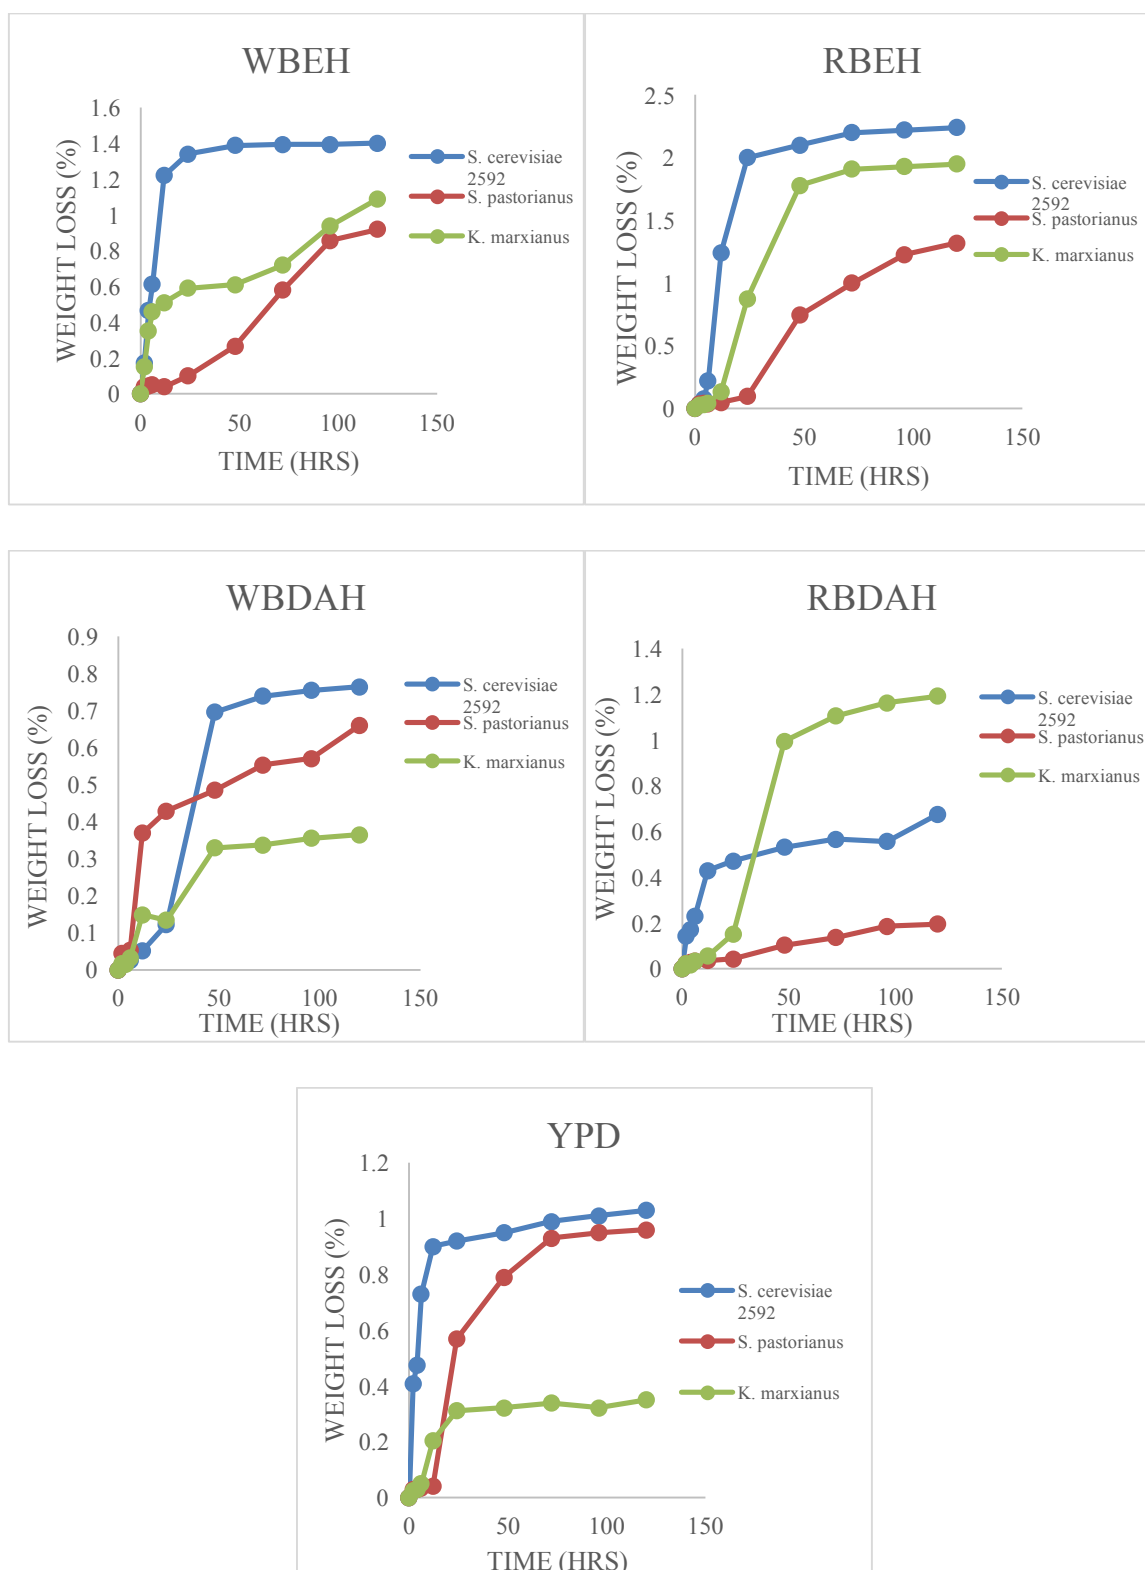 WBEH
1.6
1.4
1.2
1
0.8
0.6
0.4
0.2
0
WEIGHT LOSS (%)
0 50 100 150
TIME (HRS)
S. cerevisiae
2592
S. pastorianus
K. marxianus
RBEH
2.5
2
1.5
1
0.5
0
WEIGHT LOSS (%)
0 50 100 150
TIME (HRS)
S. cerevisiae
2592
S. pastorianus
K. marxianus
WBDAH
0.9
0.8
0.7
0.6
0.5
0.4
0.3
0.2
0.1
0
WEIGHT LOSS (%)
0 50 100 150
TIME (HRS)
S. cerevisiae
2592
S. pastorianus
K. marxianus
RBDAH
1.4
1.2
1
0.8
0.6
0.4
0.2
0
WEIGHT LOSS (%)
0 50 100 150
TIME (HRS)
S. cerevisiae
2592
S. pastorianus
K. marxianus
YPD
1.2
1
0.8
0.6
0.4
0.2
0
WEIGHT LOSS (%)
0 50 100 150
TIME (HRS)
S. cerevisiae
2592
S. pastorianus
K. marxianus